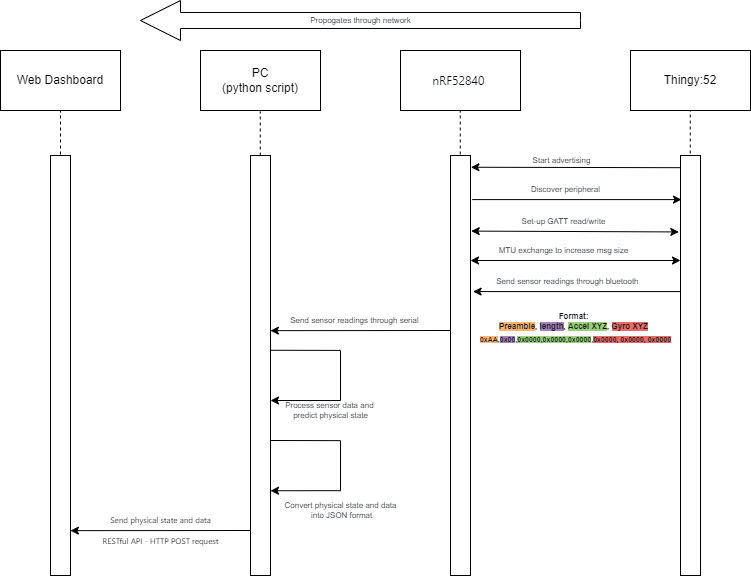 Propogates through network
Web Dashboard
PC
(python script)
nRF52840
Thingy:52
Start advertising
Discover peripheral
Set-up GATT read/write
MTU exchange to increase msg size
Send sensor readings through bluetooth
Format:
Preamble, length, Accel XYZ, Gyro XYZ
0xAA,0x00,0x0000,0x0000,0x0000,0x0000, 0x0000, 0x0000
Send sensor readings through serial
Process sensor data and
predict physical state
Convert physical state and data
into JSON format
Send physical state and data
RESTful API - HTTP POST request